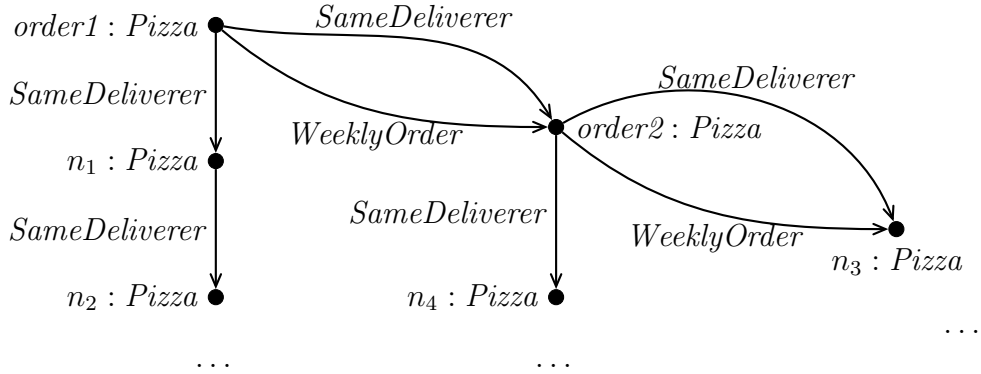 SameDeliverer
order1 : Pizza
SameDeliverer
SameDeliverer
WeeklyOrder
order2 : Pizza
n₁ : Pizza
SameDeliverer
SameDeliverer
WeeklyOrder
n₃ : Pizza
n₂ : Pizza
n₄ : Pizza
...
...
...